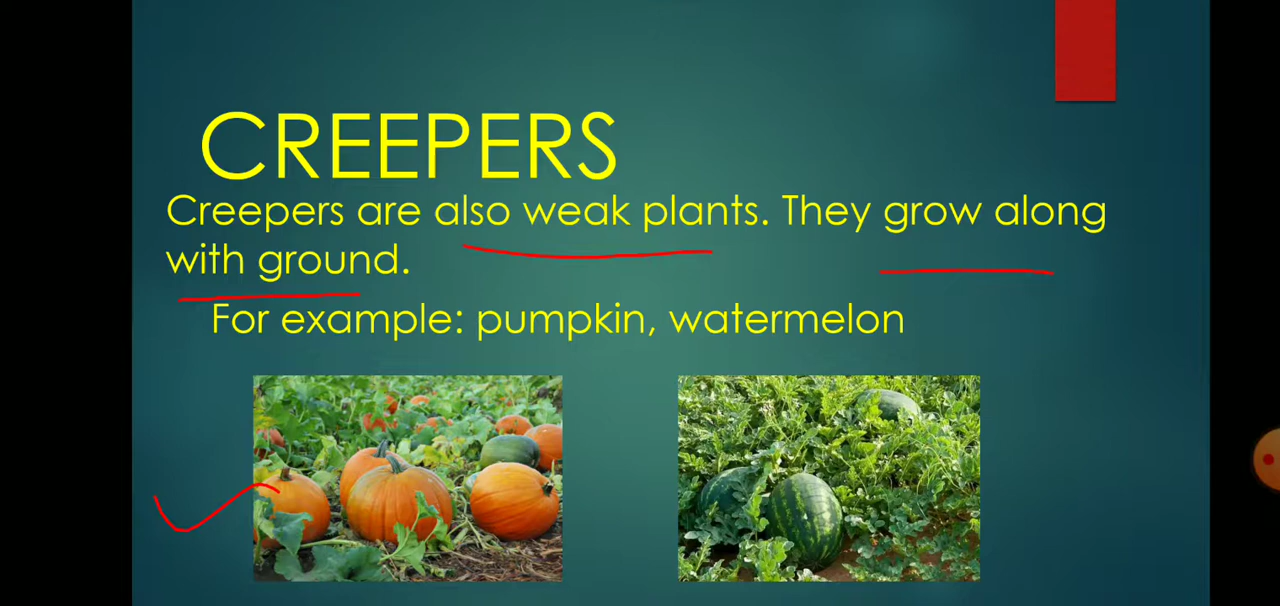 CREEPERS
Creepers are also weak plants. They grow along
with ground.
For example: pumpkin, watermelon